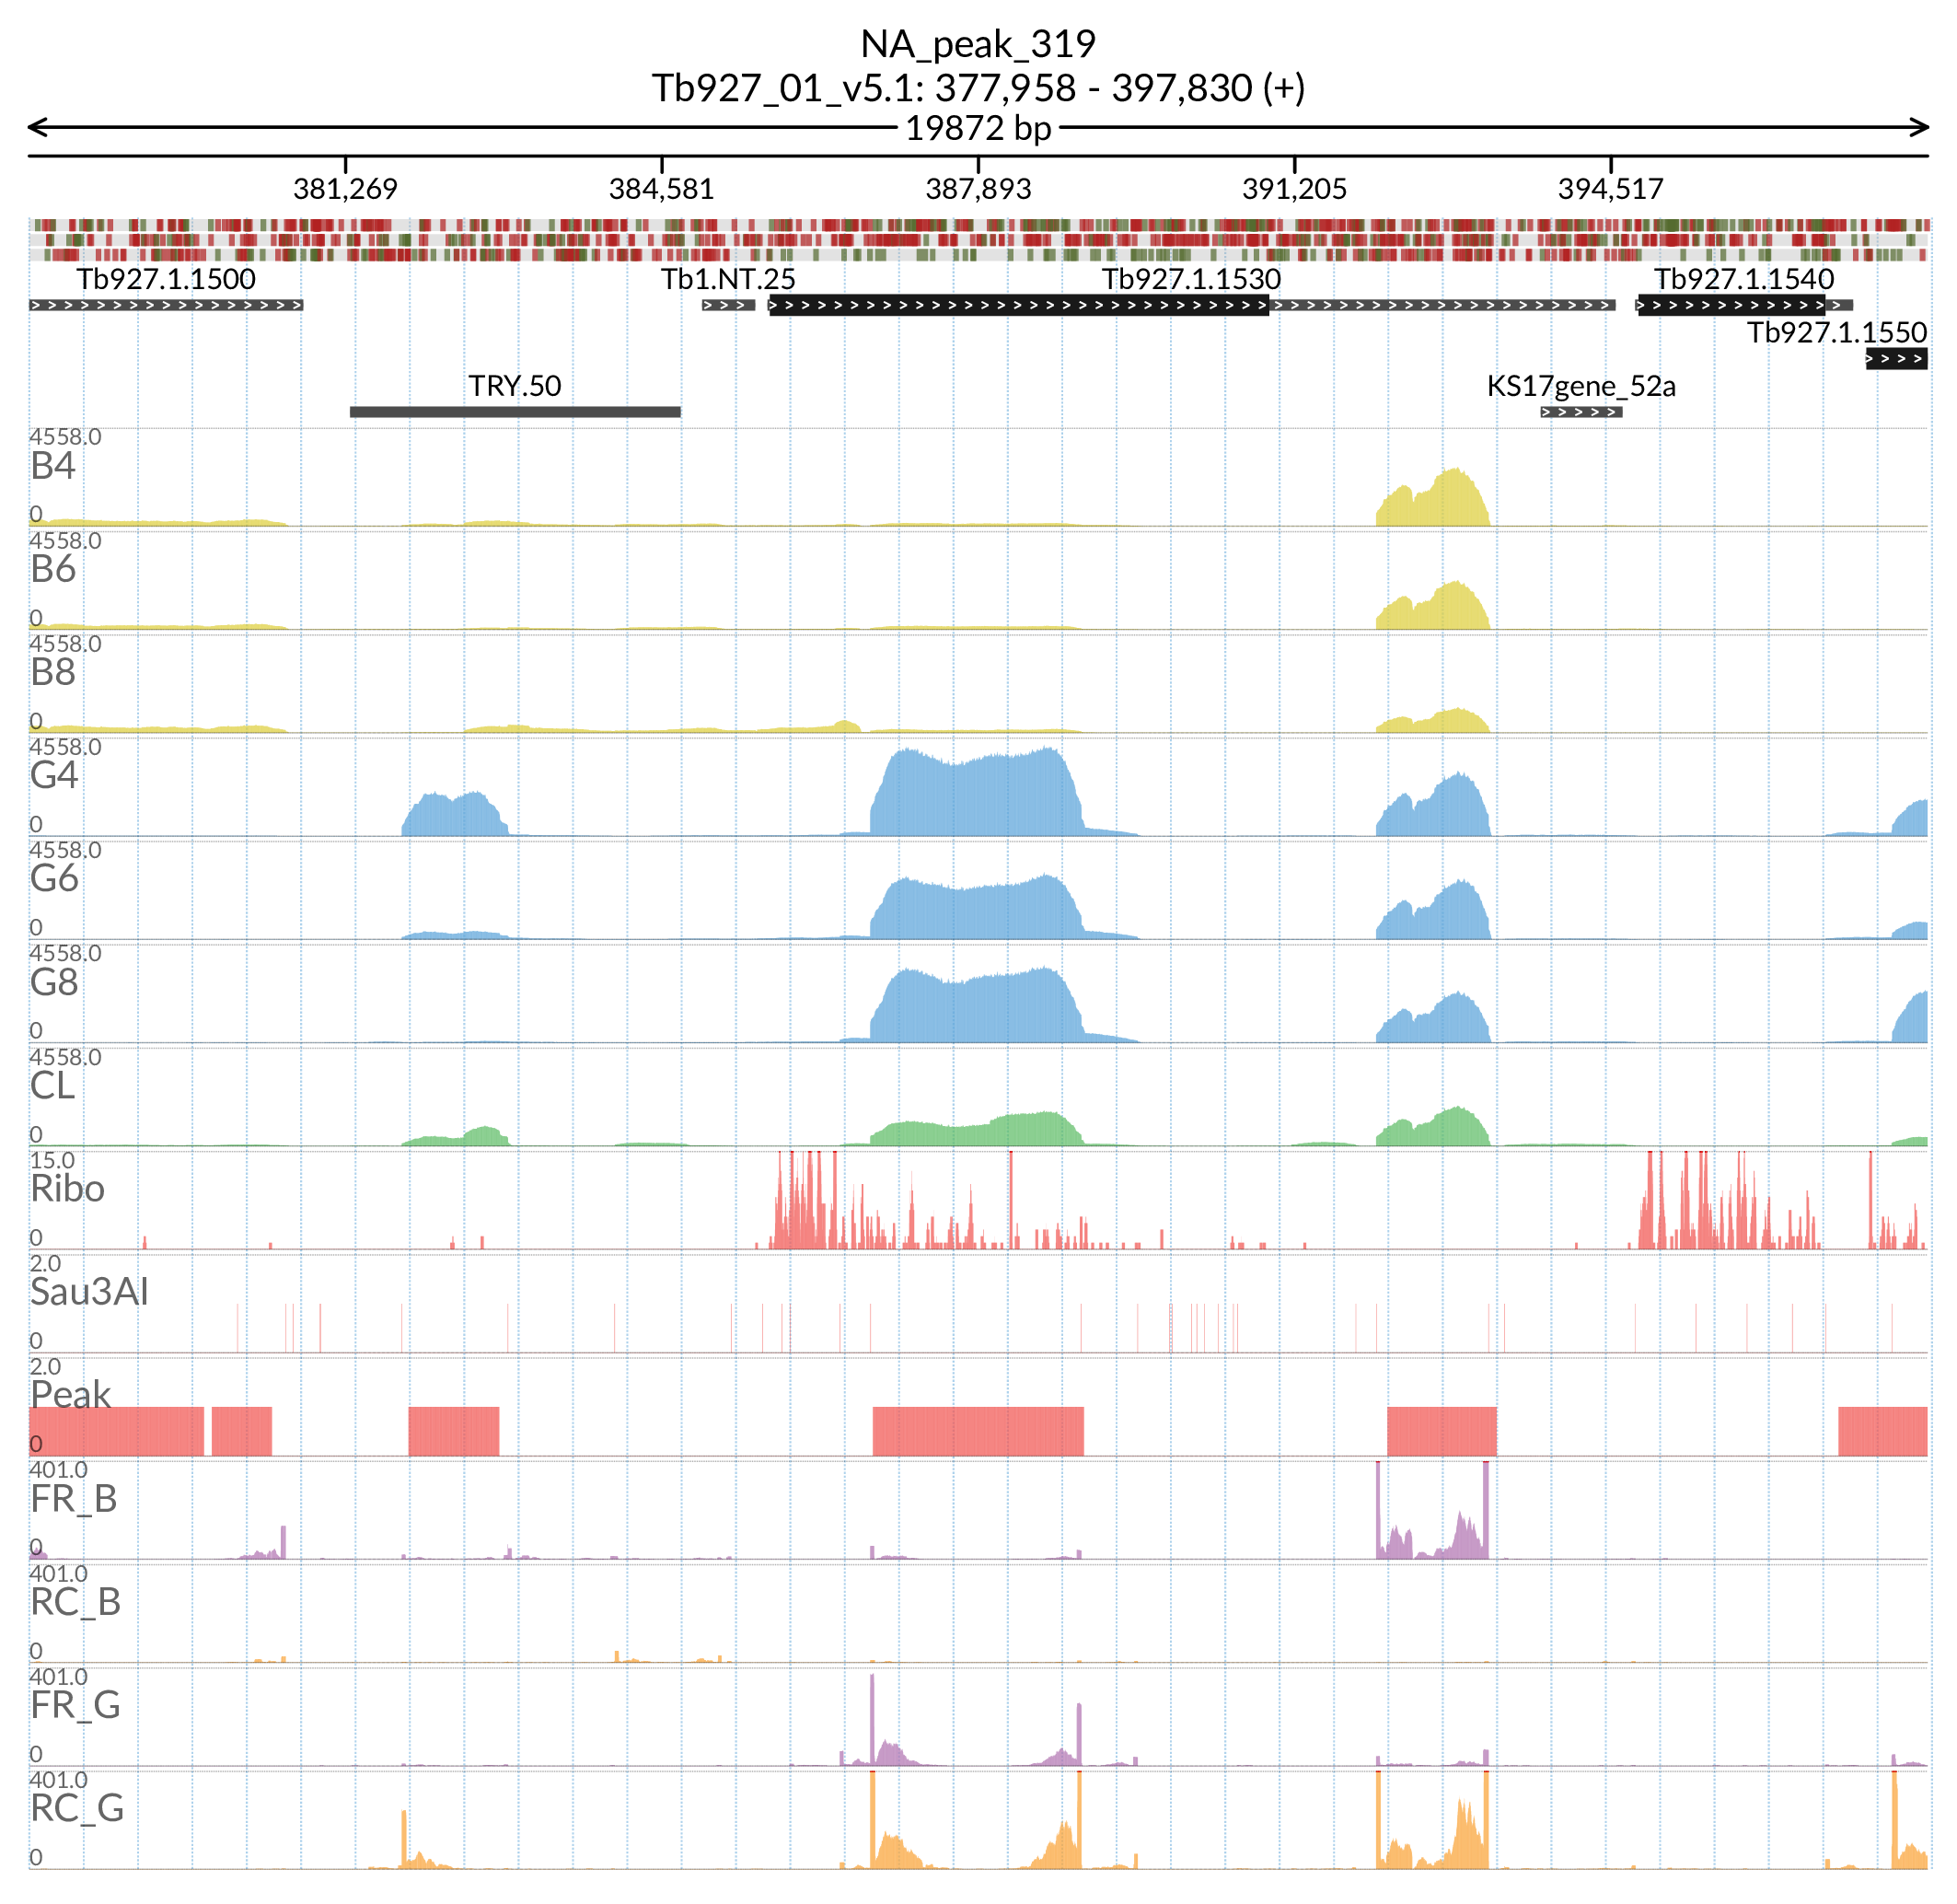 NA_peak_319
Tb927_01_v5.1: 377,958 - 397,830 (+)
19872 bp
381,269 384,581 387,893 391,205 394,517
Tb927.1.1500 Tb1.NT.25 Tb927.1.1530 Tb927.1.1540
Tb927.1.1550
TRY.50 KS17gene_52a
4558.0
B4
0
4558.0
B6
0
4558.0
B8
0
4558.0
G4
0
4558.0
G6
0
4558.0
G8
0
4558.0
CL
0
15.0
Ribo
0
2.0
Sau3AI
0
2.0
Peak
0
401.0
FR_B
0
401.0
RC_B
0
401.0
FR_G
0
401.0
RC_G
0